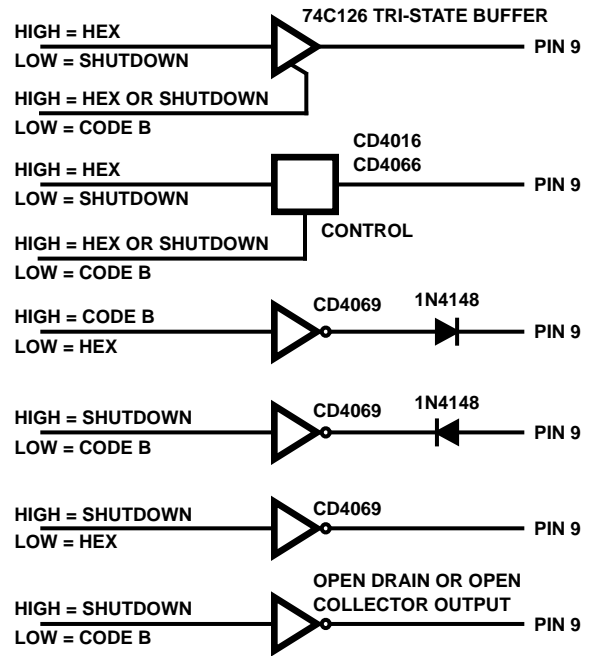 74C126 TRI-STATE BUFFER
HIGH = HEX
LOW = SHUTDOWN
PIN 9
HIGH = HEX OR SHUTDOWN
LOW = CODE B
CD4016
CD4066
HIGH = HEX
LOW = SHUTDOWN
PIN 9
CONTROL
HIGH = HEX OR SHUTDOWN
LOW = CODE B
CD4069
1N4148
HIGH = CODE B
LOW = HEX
PIN 9
CD4069
1N4148
HIGH = SHUTDOWN
LOW = CODE B
PIN 9
CD4069
HIGH = SHUTDOWN
LOW = HEX
PIN 9
OPEN DRAIN OR OPEN
COLLECTOR OUTPUT
HIGH = SHUTDOWN
LOW = CODE B
PIN 9